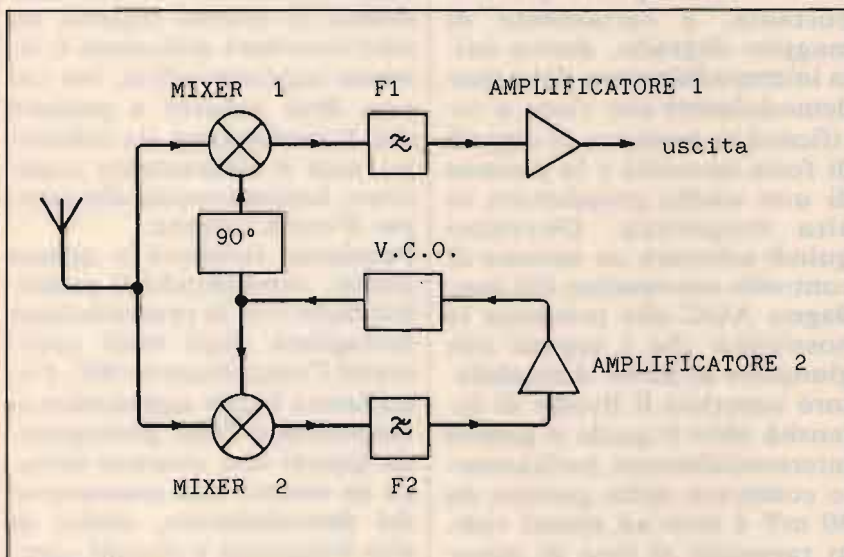 MIXER 1
F1
AMPLIFICATORE 1
≈
uscita
90°
V.C.O.
AMPLIFICATORE 2
≈
MIXER 2
F2